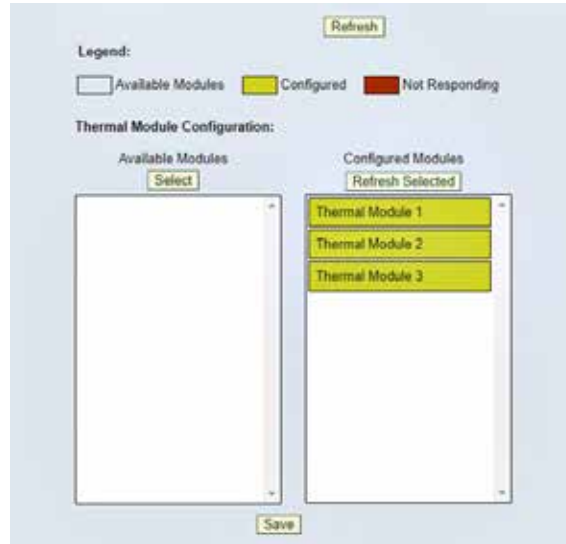 Refresh
Legend:
Available Modules Configured Not Responding
Thermal Module Configuration:
Available Modules Configured Modules
Select Refresh Selected
Thermal Module 1
Thermal Module 2
Thermal Module 3
Save